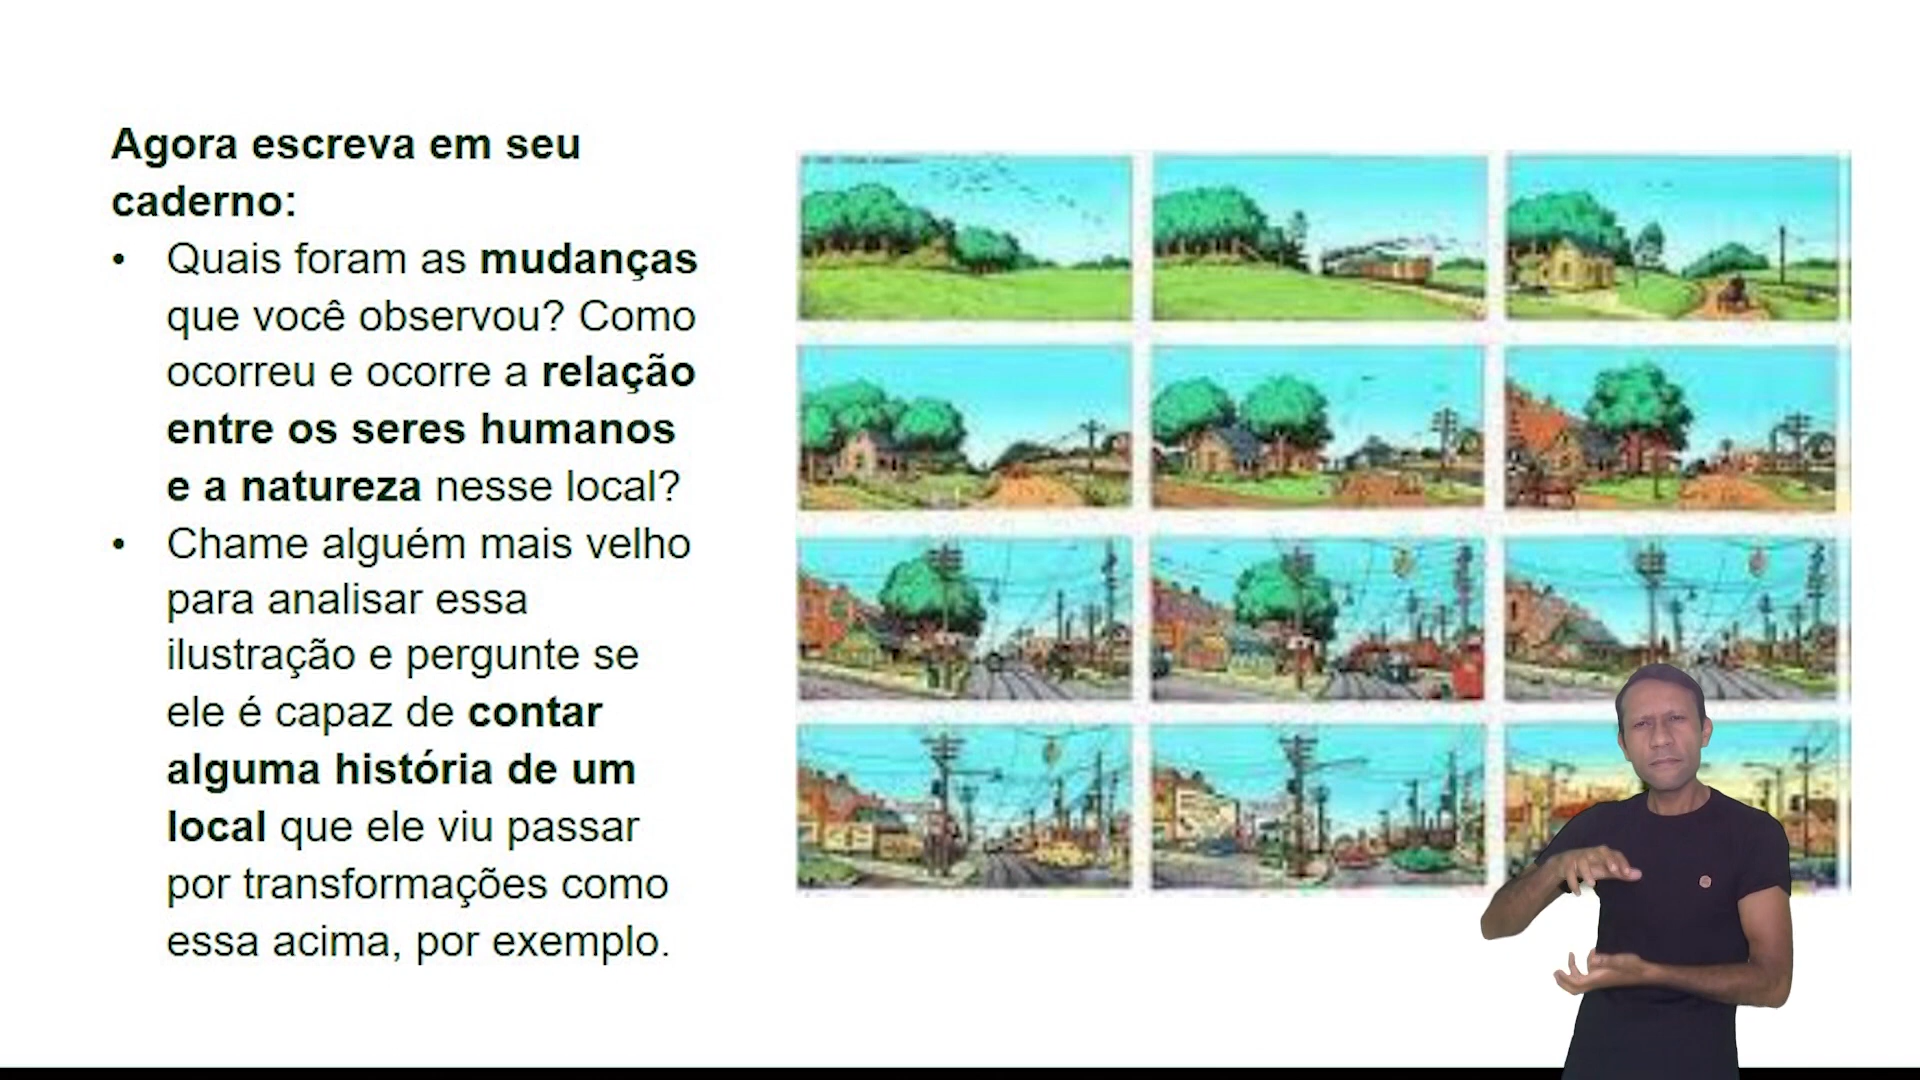 Agora escreva em seu
caderno:
• Quais foram as mudanças
que você observou? Como
ocorreu e ocorre a relação
entre os seres humanos
e a natureza nesse local?
• Chame alguém mais velho
para analisar essa
ilustração e pergunte se
ele é capaz de contar
alguma história de um
local que ele viu passar
por transformações como
essa acima, por exemplo.